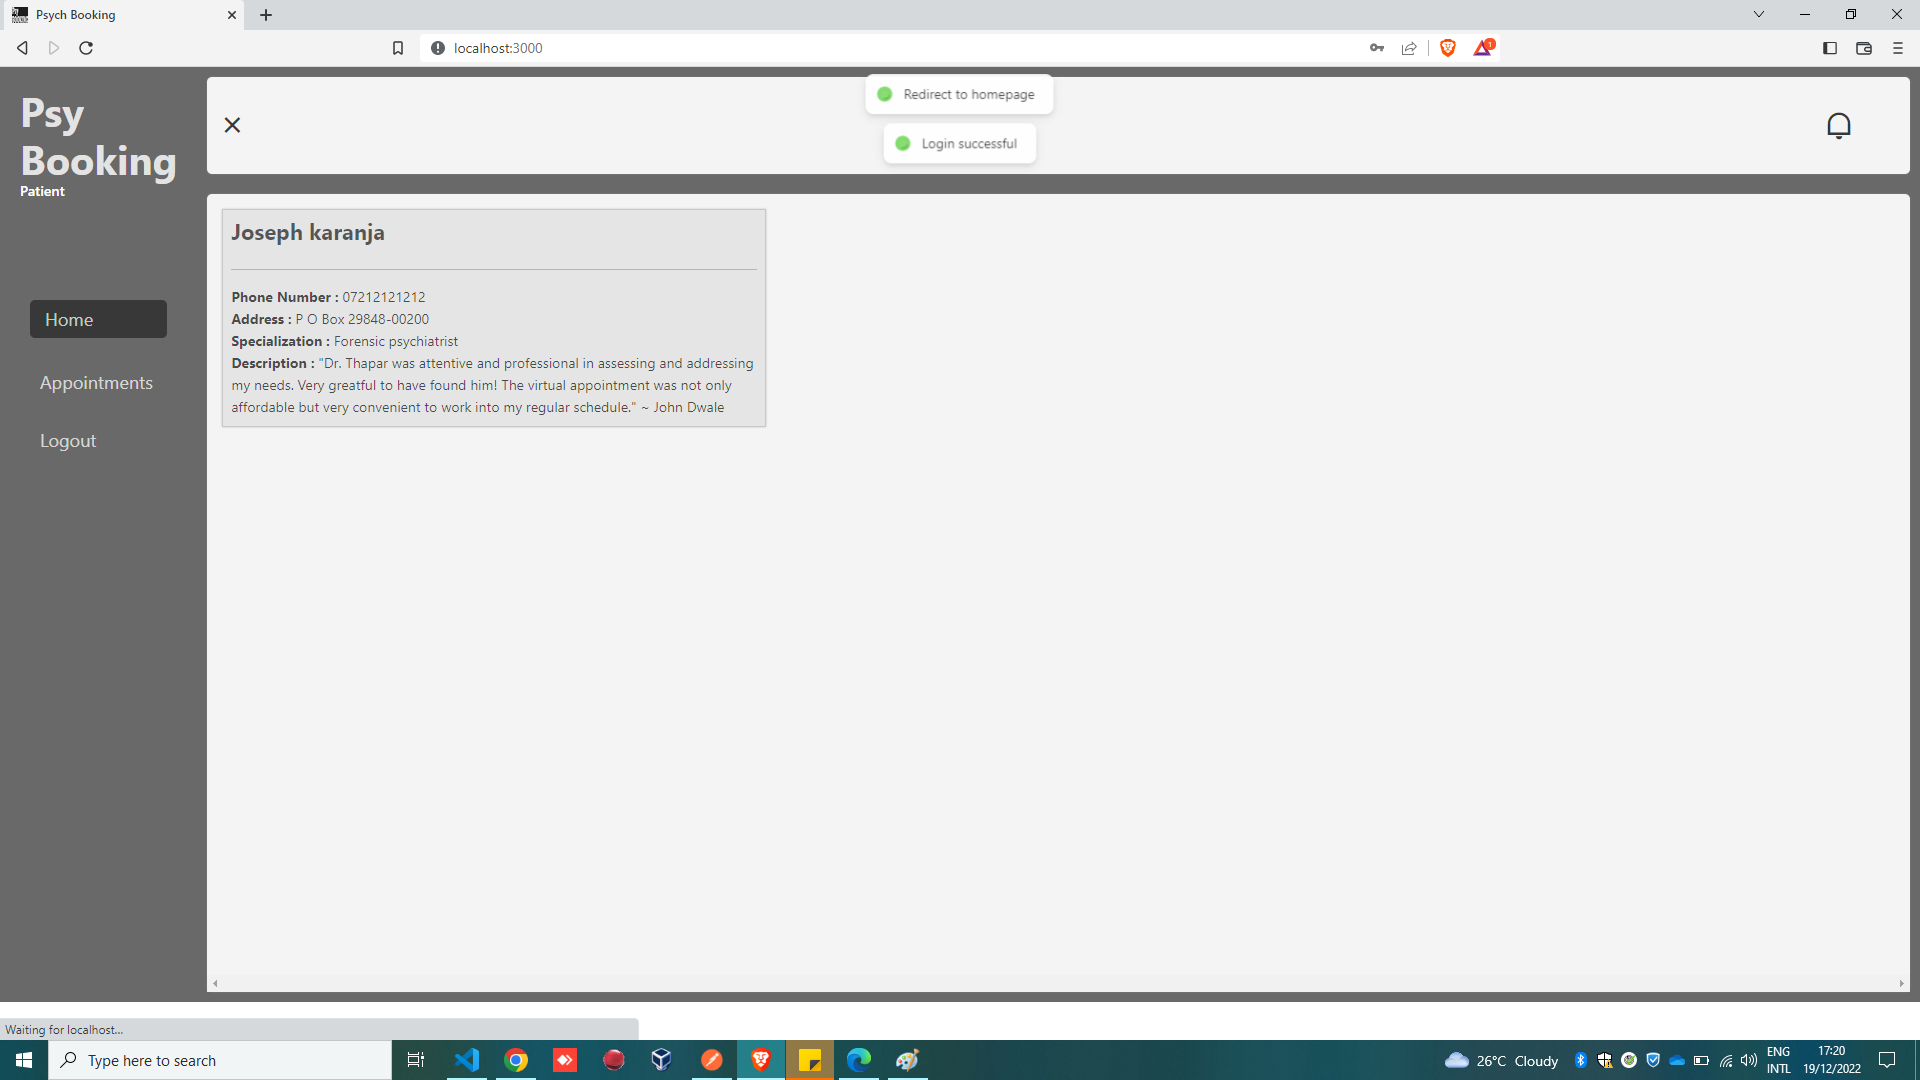 Psych Booking
localhost:3000
1
Psy
Booking
Patient
Redirect to homepage
Login successful
Home
Appointments
Logout
Joseph karanja
Phone Number : 07212121212
Address : P O Box 29848-00200
Specialization : Forensic psychiatrist
Description : "Dr. Thapar was attentive and professional in assessing and addressing
my needs. Very greatful to have found him! The virtual appointment was not only
affordable but very convenient to work into my regular schedule." ~ John Dwale
Waiting for localhost...
Type here to search
26°C Cloudy
ENG
INTL
17:20
19/12/2022